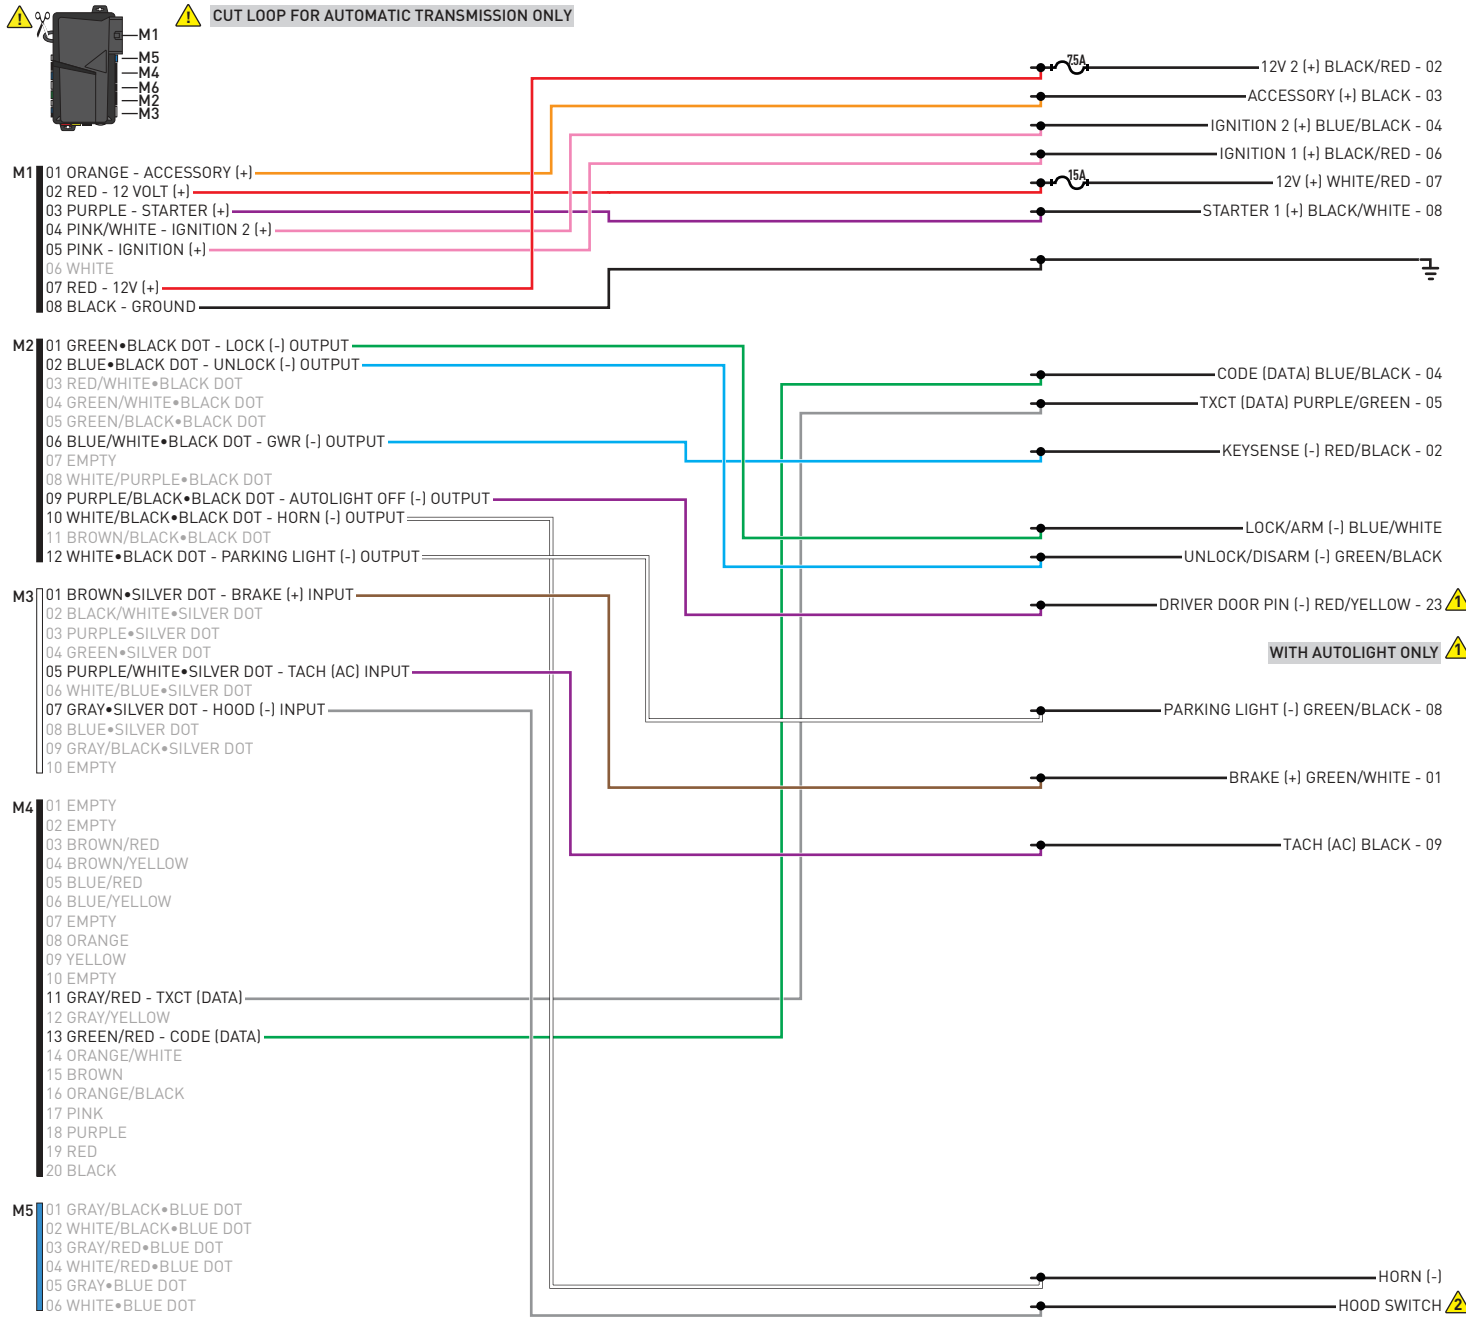 CUT LOOP FOR AUTOMATIC TRANSMISSION ONLY
M1
M5
M4
M6
M2
M3
M1
01 ORANGE - ACCESSORY (+)
02 RED - 12 VOLT (+)
03 PURPLE - STARTER (+)
04 PINK/WHITE - IGNITION 2 (+)
05 PINK - IGNITION (+)
06 WHITE
07 RED - 12V (+)
08 BLACK - GROUND
M2
01 GREEN•BLACK DOT - LOCK (-) OUTPUT
02 BLUE•BLACK DOT - UNLOCK (-) OUTPUT
03 RED/WHITE•BLACK DOT
04 GREEN/WHITE•BLACK DOT
05 GREEN/BLACK•BLACK DOT
06 BLUE/WHITE•BLACK DOT - GWR (-) OUTPUT
07 EMPTY
08 WHITE/PURPLE•BLACK DOT
09 PURPLE/BLACK•BLACK DOT - AUTOLIGHT OFF (-) OUTPUT
10 WHITE/BLACK•BLACK DOT - HORN (-) OUTPUT
11 BROWN/BLACK•BLACK DOT
12 WHITE•BLACK DOT - PARKING LIGHT (-) OUTPUT
M3
01 BROWN•SILVER DOT - BRAKE (+) INPUT
02 BLACK/WHITE•SILVER DOT
03 PURPLE•SILVER DOT
04 GREEN•SILVER DOT
05 PURPLE/WHITE•SILVER DOT - TACH (AC) INPUT
06 WHITE/BLUE•SILVER DOT
07 GRAY•SILVER DOT - HOOD (-) INPUT
08 BLUE•SILVER DOT
09 GRAY/BLACK•SILVER DOT
10 EMPTY
M4
01 EMPTY
02 EMPTY
03 BROWN/RED
04 BROWN/YELLOW
05 BLUE/RED
06 BLUE/YELLOW
07 EMPTY
08 ORANGE
09 YELLOW
10 EMPTY
11 GRAY/RED - TXCT (DATA)
12 GRAY/YELLOW
13 GREEN/RED - CODE (DATA)
14 ORANGE/WHITE
15 BROWN
16 ORANGE/BLACK
17 PINK
18 PURPLE
19 RED
20 BLACK
M5
01 GRAY/BLACK•BLUE DOT
02 WHITE/BLACK•BLUE DOT
03 GRAY/RED•BLUE DOT
04 WHITE/RED•BLUE DOT
05 GRAY•BLUE DOT
06 WHITE•BLUE DOT
7.5A
12V 2 (+) BLACK/RED - 02
ACCESSORY (+) BLACK - 03
IGNITION 2 (+) BLUE/BLACK - 04
IGNITION 1 (+) BLACK/RED - 06
15A
12V (+) WHITE/RED - 07
STARTER 1 (+) BLACK/WHITE - 08
CODE (DATA) BLUE/BLACK - 04
TXCT (DATA) PURPLE/GREEN - 05
KEYSENSE (-) RED/BLACK - 02
LOCK/ARM (-) BLUE/WHITE
UNLOCK/DISARM (-) GREEN/BLACK
DRIVER DOOR PIN (-) RED/YELLOW - 23 1
WITH AUTOLIGHT ONLY 1
PARKING LIGHT (-) GREEN/BLACK - 08
BRAKE (+) GREEN/WHITE - 01
TACH (AC) BLACK - 09
HORN (-)
HOOD SWITCH 2